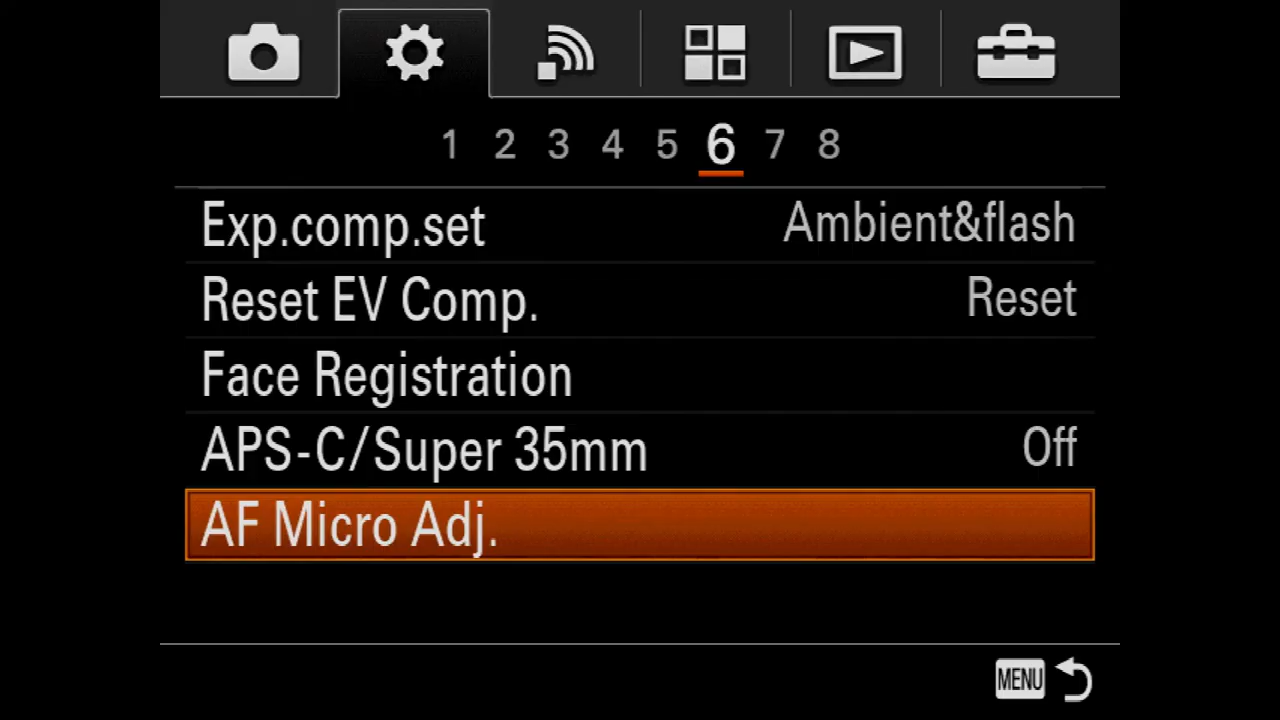 1 2 3 4 5 6 7 8
Exp.comp.set Ambient&flash
Reset EV Comp. Reset
Face Registration
APS-C/Super 35mm Off
AF Micro Adj.
MENU